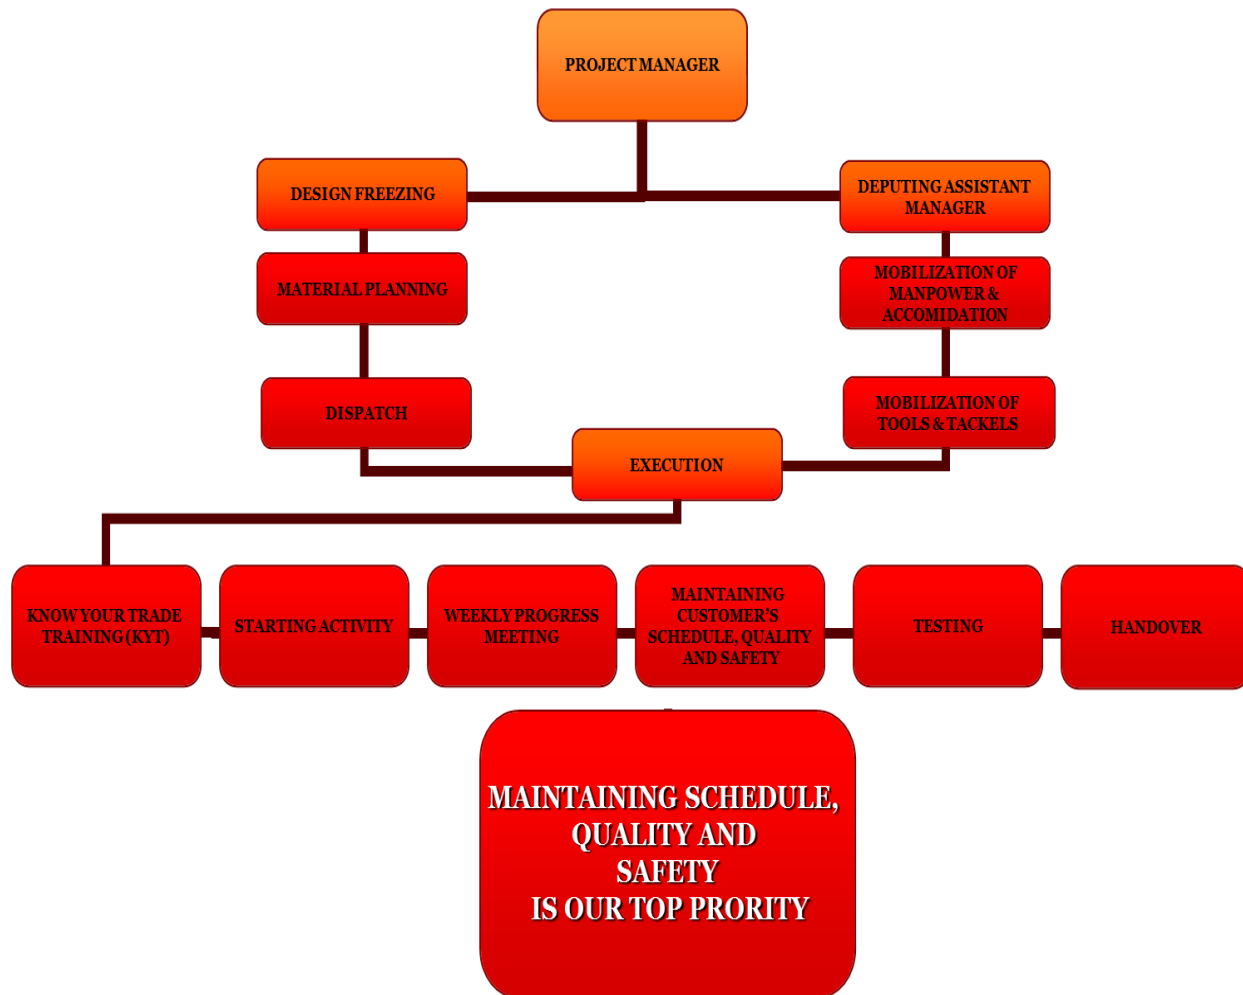 PROJECT MANAGER
DESIGN FREEZING
DEPUTING ASSISTANT
MANAGER
MATERIAL PLANNING
MOBILIZATION OF
MANPOWER &
ACCOMIDATION
DISPATCH
MOBILIZATION OF
TOOLS & TACKELS
EXECUTION
KNOW YOUR TRADE
TRAINING (KYT)
STARTING ACTIVITY
WEEKLY PROGRESS
MEETING
MAINTAINING
CUSTOMER'S
SCHEDULE, QUALITY
AND SAFETY
TESTING
HANDOVER
MAINTAINING SCHEDULE,
QUALITY AND
SAFETY
IS OUR TOP PRORITY